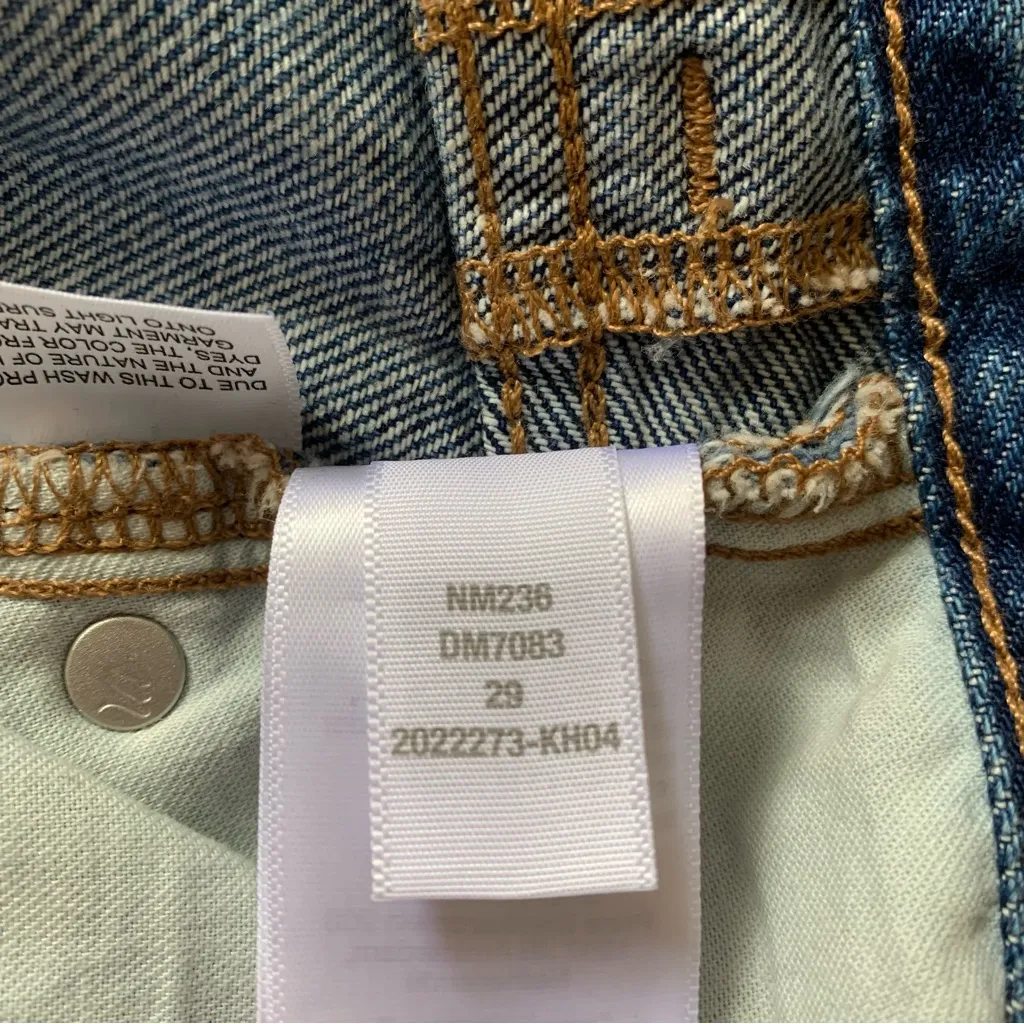 DUE TO THIS WASH PRO
AND THE NATURE OF
DYES, THE COLOR FR
GARMENT MAY TRA
ONTO LIGHT SUR
NM236
DM7083
29
2022273-KH04